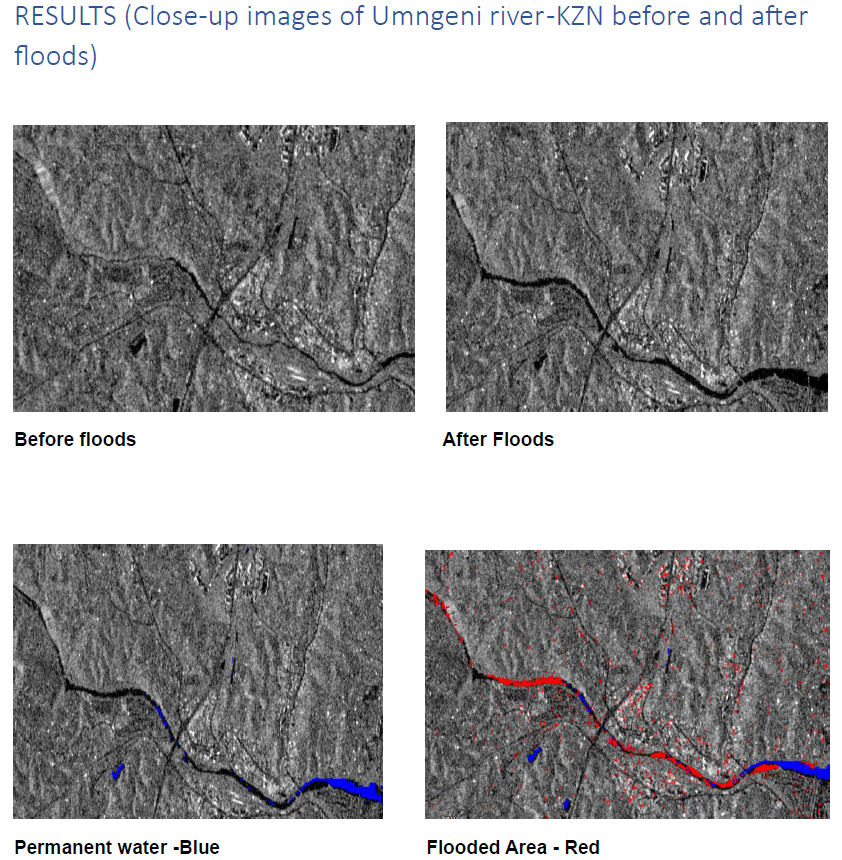 RESULTS (Close-up images of Umngeni river-KZN before and after
floods)
Before floods
After Floods
Permanent water -Blue
Flooded Area - Red